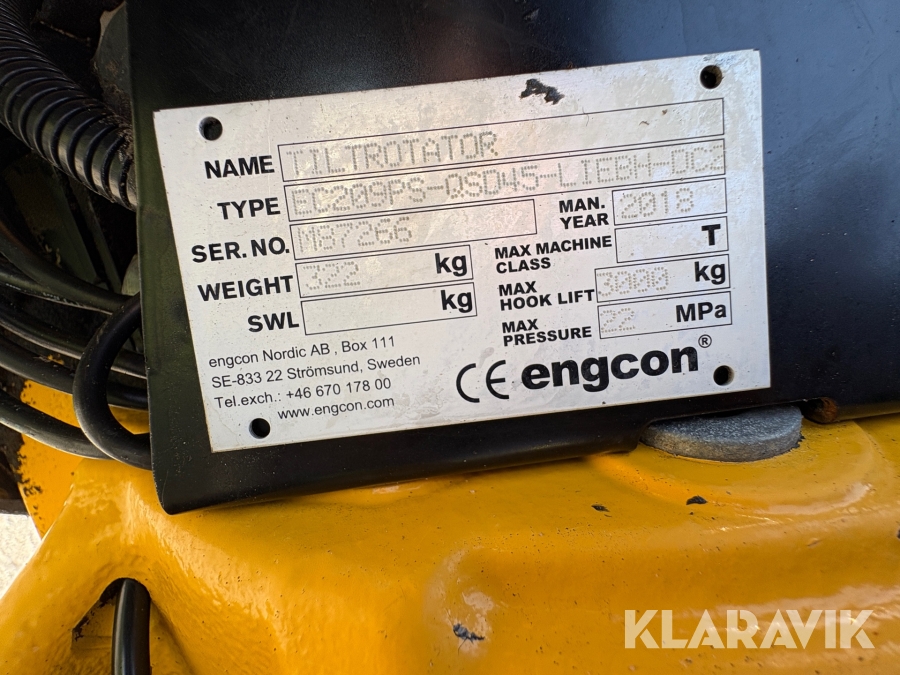 NAME TILTROTATOR
TYPE EC209PS-QSD45-LIEBH-DC2
SER.NO. M87266 MAN. YEAR 2018
WEIGHT 322 kg MAX MACHINE CLASS T
SWL kg MAX HOOK LIFT 3000 kg
MAX PRESSURE 22 MPa
engcon Nordic AB , Box 111
SE-833 22 Strömsund, Sweden
Tel.exch.: +46 670 178 00
www.engcon.com
CE engcon®
KLARAVIK